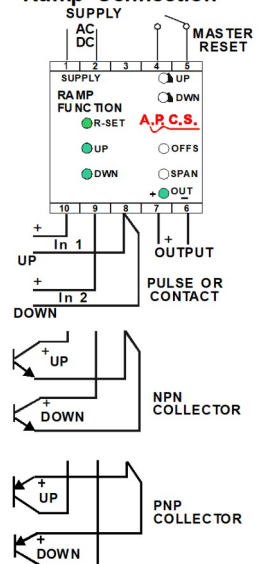 Ramp Connection
SUPPLY
AC
DC
MASTER
RESET
1 2 3 4 5
SUPPLY
UP
RAMP
FUNCTION
DWN
R-SET
A.P.C.S.
UP
OFFS
DWN
SPAN
+ OUT -
10 9 8 7 6
+
In 1
UP
+
OUTPUT
+
In 2
DOWN
PULSE OR
CONTACT
+
UP
+
DOWN
NPN
COLLECTOR
+
UP
PNP
COLLECTOR
+
DOWN